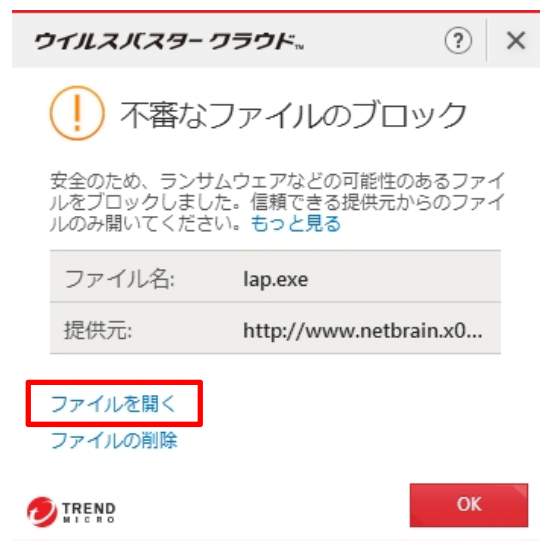 ウイルスバスター クラウド™
?
×
! 不審なファイルのブロック
安全のため、ランサムウェアなどの可能性のあるファイ
ルをブロックしました。信頼できる提供元からのファイ
ルのみ開いてください。もっと見る
ファイル名: lap.exe
提供元: http://www.netbrain.x0...
ファイルを開く
ファイルの削除
TREND
MICRO
OK